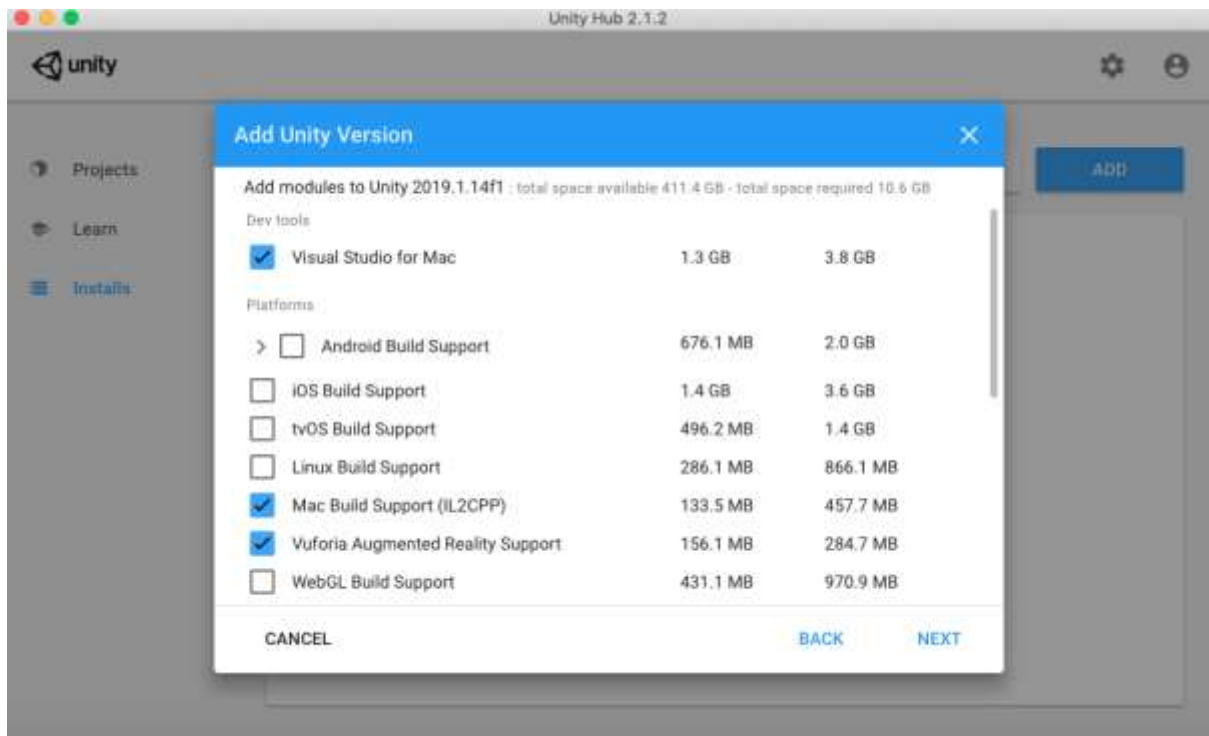 Unity Hub 2.1.2
unity
Add Unity Version
Projects
ADD
Add modules to Unity 2019.1.14f1 : total space available 411.4 GB - total space required 10.6 GB
Dev tools
Learn
Visual Studio for Mac 1.3 GB 3.8 GB
Installs
Platforms
Android Build Support 676.1 MB 2.0 GB
iOS Build Support 1.4 GB 3.6 GB
tvOS Build Support 496.2 MB 1.4 GB
Linux Build Support 286.1 MB 866.1 MB
Mac Build Support (IL2CPP) 133.5 MB 457.7 MB
Vuforia Augmented Reality Support 156.1 MB 284.7 MB
WebGL Build Support 431.1 MB 970.9 MB
CANCEL BACK NEXT